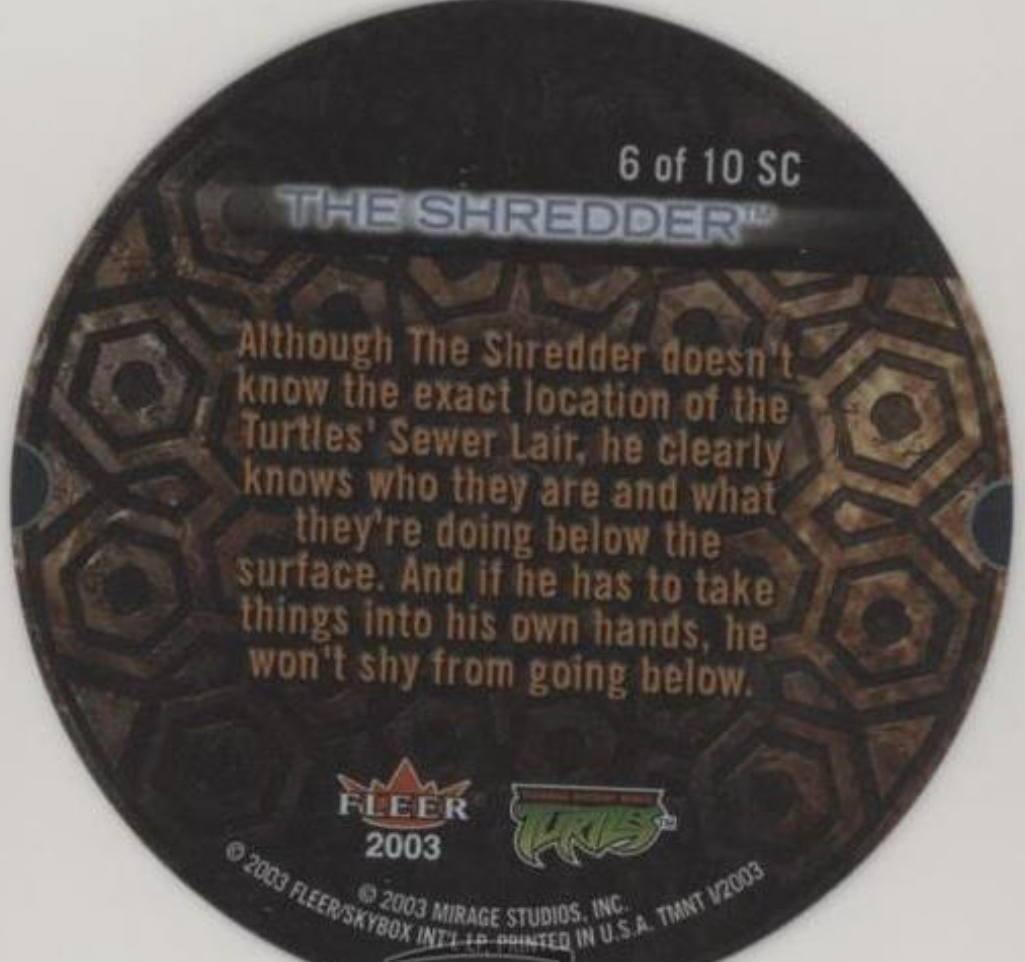 6 of 10 SC
THE SHREDDER™
Although The Shredder doesn't
know the exact location of the
Turtles' Sewer Lair, he clearly
knows who they are and what
they're doing below the
surface. And if he has to take
things into his own hands, he
won't shy from going below.
FLEER
2003
TURTLES™
© 2003 MIRAGE STUDIOS, INC.
© 2003 FLEER/SKYBOX INT'L L.P. PRINTED IN U.S.A. TMNT 1/2003